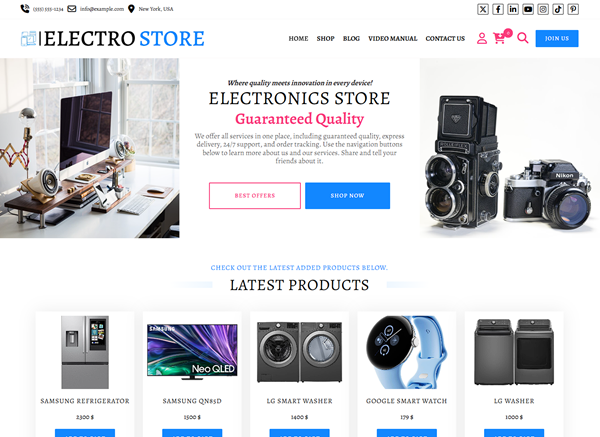 (555) 555-1234 info@example.com New York, USA
ELECTRO STORE
HOME SHOP BLOG VIDEO MANUAL CONTACT US
0
JOIN US
Where quality meets innovation in every device!
ELECTRONICS STORE
Guaranteed Quality
We offer all services in one place, including guaranteed quality, express
delivery, 24/7 support, and order tracking. Use the navigation buttons
below to learn more about us and our services. Share and tell your
friends about it.
BEST OFFERS
SHOP NOW
Nikon
CHECK OUT THE LATEST ADDED PRODUCTS BELOW.
LATEST PRODUCTS
SAMSUNG
Neo QLED
SAMSUNG REFRIGERATOR
2300 $
SAMSUNG QN85D
1500 $
LG SMART WASHER
1400 $
GOOGLE SMART WATCH
179 $
LG WASHER
1000 $